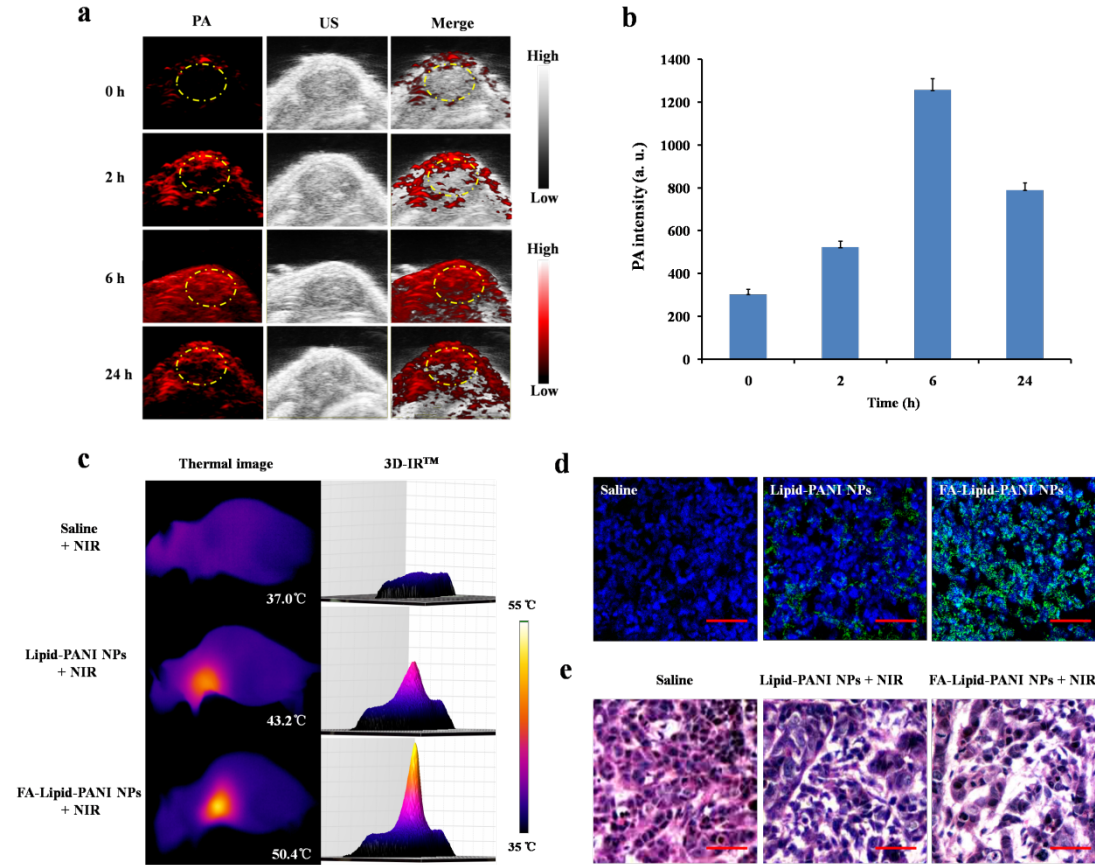 a
PA US Merge
High
0 h
2 h
Low
High
6 h
24 h
Low
b
PA intensity (a. u.)
1400
1200
1000
800
600
400
200
0
0 2 6 24
Time (h)
c
Thermal image 3D-IR™
Saline
+ NIR
37.0℃
55 ℃
Lipid-PANI NPs
+ NIR
43.2℃
FA-Lipid-PANI NPs
+ NIR
50.4℃
35 ℃
d
Saline Lipid-PANI NPs FA-Lipid-PANI NPs
e
Saline Lipid-PANI NPs + NIR FA-Lipid-PANI NPs + NIR